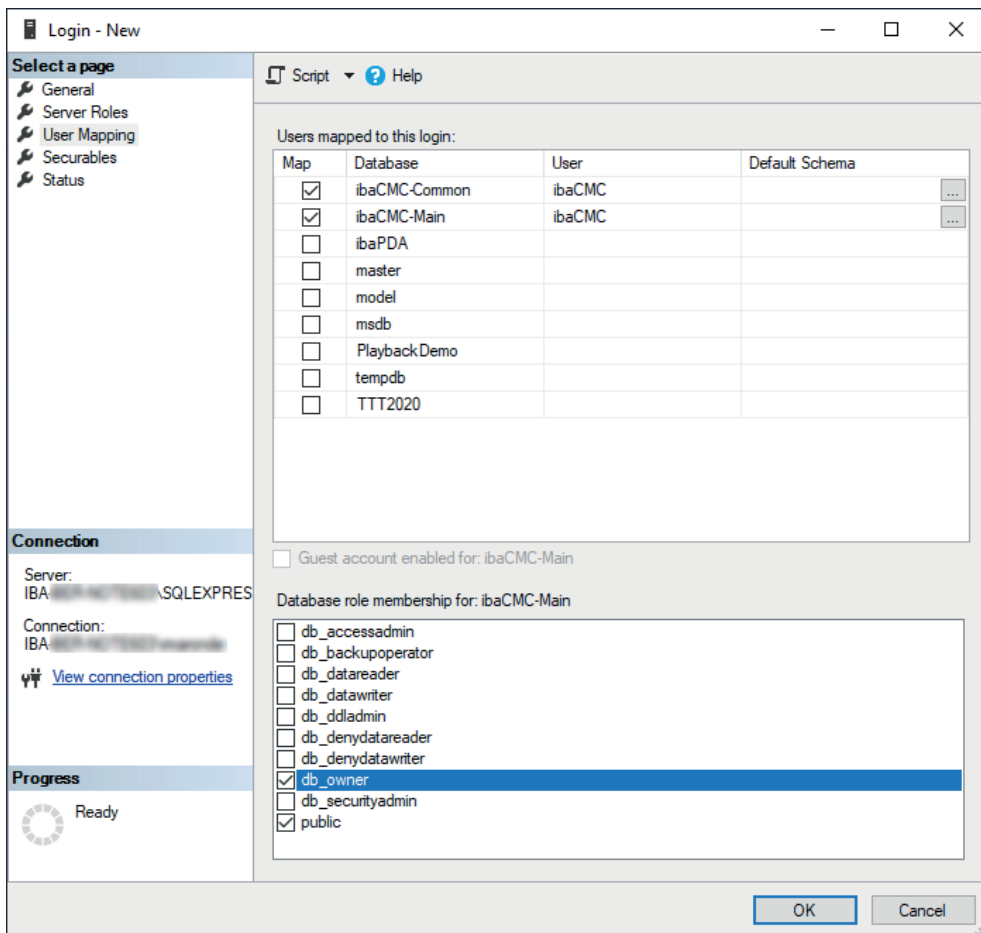 Login - New
Select a page
General
Server Roles
User Mapping
Securables
Status
Script Help
Users mapped to this login:
Map Database User Default Schema
ibaCMC-Common ibaCMC ...
ibaCMC-Main ibaCMC ...
ibaPDA
master
model
msdb
PlaybackDemo
tempdb
TTT2020
Guest account enabled for: ibaCMC-Main
Database role membership for: ibaCMC-Main
db_accessadmin
db_backupoperator
db_datareader
db_datawriter
db_ddladmin
db_denydatareader
db_denydatawriter
db_owner
db_securityadmin
public
Connection
Server:
IBA- \SQLEXPRES
Connection:
IBA-
View connection properties
Progress
Ready
OK Cancel